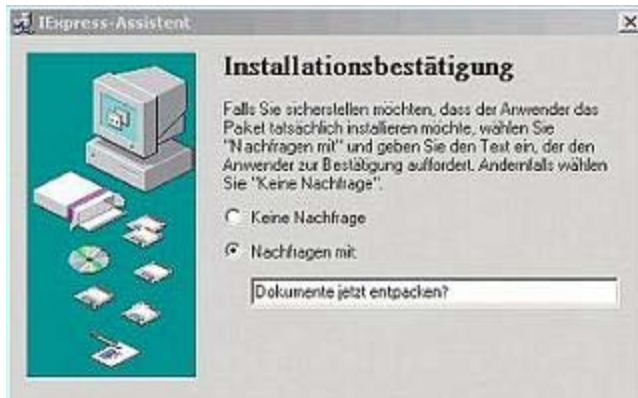 IExpress-Assistent
Installationsbestätigung
Falls Sie sicherstellen möchten, dass der Anwender das
Paket tatsächlich installieren möchte, wählen Sie
"Nachfragen mit" und geben Sie den Text ein, der den
Anwender zur Bestätigung auffordert. Andernfalls wählen
Sie "Keine Nachfrage".
Keine Nachfrage
Nachfragen mit:
Dokumente jetzt entpacken?